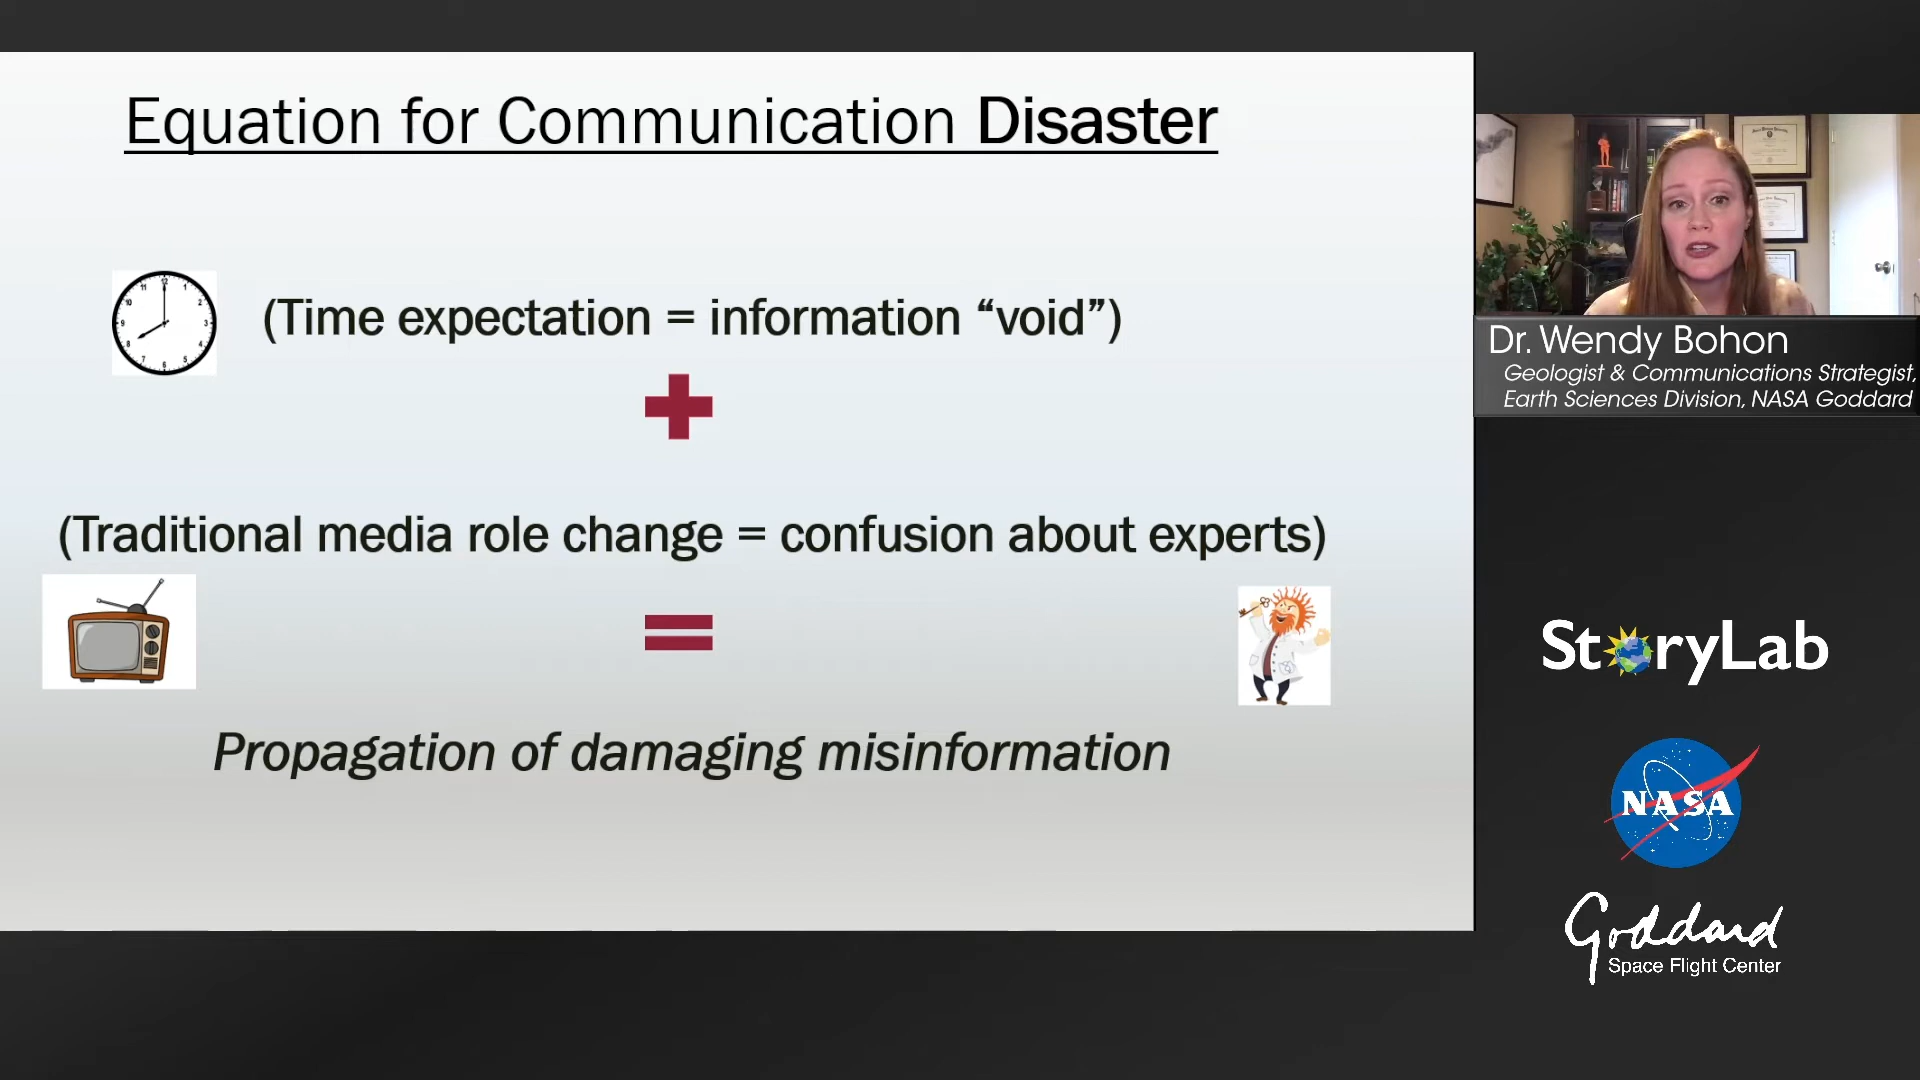 Equation for Communication Disaster
(Time expectation = information “void”)
(Traditional media role change = confusion about experts)
Propagation of damaging misinformation
Dr. Wendy Bohon
Geologist & Communications Strategist,
Earth Sciences Division, NASA Goddard
StoryLab
NASA
Goddard
Space Flight Center